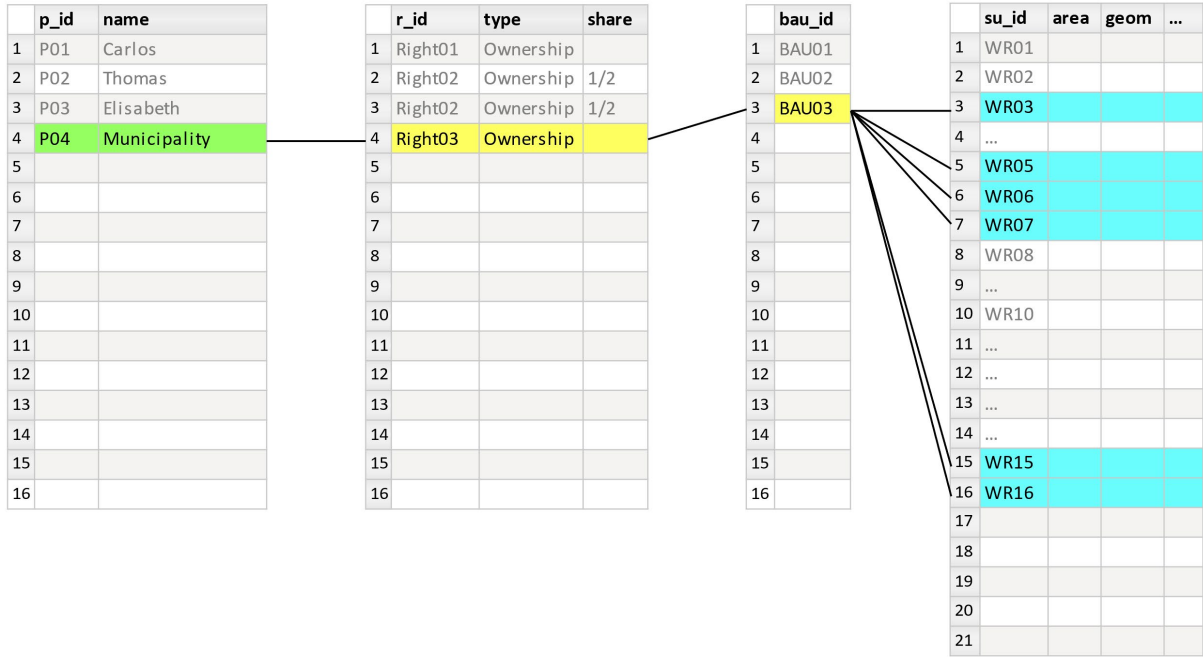 p_id name
1 P01 Carlos
2 P02 Thomas
3 P03 Elisabeth
4 P04 Municipality
5
6
7
8
9
10
11
12
13
14
15
16
r_id type share
1 Right01 Ownership
2 Right02 Ownership 1/2
3 Right02 Ownership 1/2
4 Right03 Ownership
5
6
7
8
9
10
11
12
13
14
15
16
bau_id
1 BAU01
2 BAU02
3 BAU03
4
5
6
7
8
9
10
11
12
13
14
15
16
su_id area geom ...
1 WR01
2 WR02
3 WR03
4 ...
5 WR05
6 WR06
7 WR07
8 WR08
9 ...
10 WR10
11 ...
12 ...
13 ...
14 ...
15 WR15
16 WR16
17
18
19
20
21